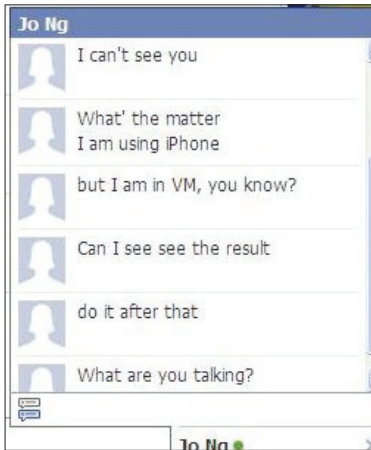 Jo Ng
I can't see you
What' the matter
I am using iPhone
but I am in VM, you know?
Can I see see the result
do it after that
What are you talking?
Jo Ng